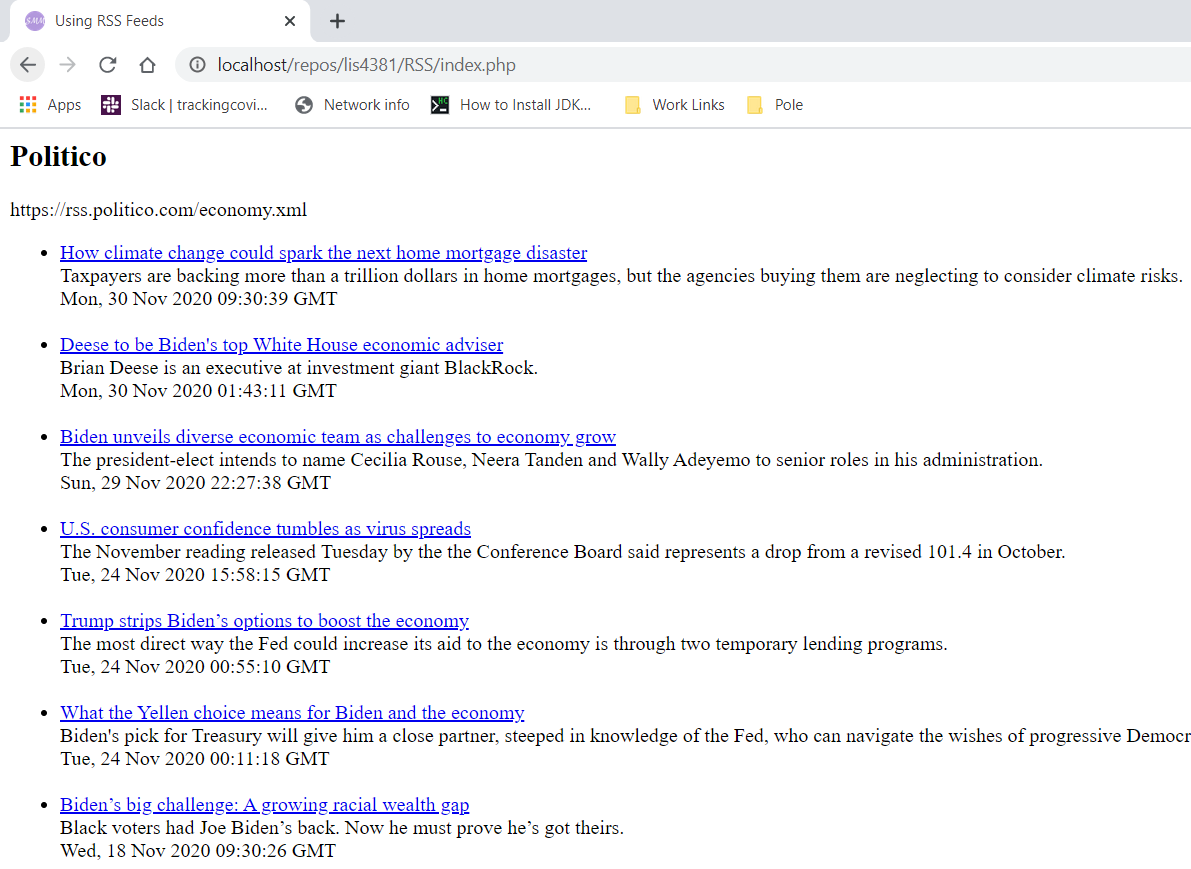 Using RSS Feeds
localhost/repos/lis4381/RSS/index.php
Apps Slack | trackingcovi... Network info How to Install JDK... Work Links Pole
Politico
https://rss.politico.com/economy.xml
How climate change could spark the next home mortgage disaster
Taxpayers are backing more than a trillion dollars in home mortgages, but the agencies buying them are neglecting to consider climate risks.
Mon, 30 Nov 2020 09:30:39 GMT
Deese to be Biden's top White House economic adviser
Brian Deese is an executive at investment giant BlackRock.
Mon, 30 Nov 2020 01:43:11 GMT
Biden unveils diverse economic team as challenges to economy grow
The president-elect intends to name Cecilia Rouse, Neera Tanden and Wally Adeyemo to senior roles in his administration.
Sun, 29 Nov 2020 22:27:38 GMT
U.S. consumer confidence tumbles as virus spreads
The November reading released Tuesday by the the Conference Board said represents a drop from a revised 101.4 in October.
Tue, 24 Nov 2020 15:58:15 GMT
Trump strips Biden’s options to boost the economy
The most direct way the Fed could increase its aid to the economy is through two temporary lending programs.
Tue, 24 Nov 2020 00:55:10 GMT
What the Yellen choice means for Biden and the economy
Biden's pick for Treasury will give him a close partner, steeped in knowledge of the Fed, who can navigate the wishes of progressive Democr
Tue, 24 Nov 2020 00:11:18 GMT
Biden’s big challenge: A growing racial wealth gap
Black voters had Joe Biden’s back. Now he must prove he’s got theirs.
Wed, 18 Nov 2020 09:30:26 GMT